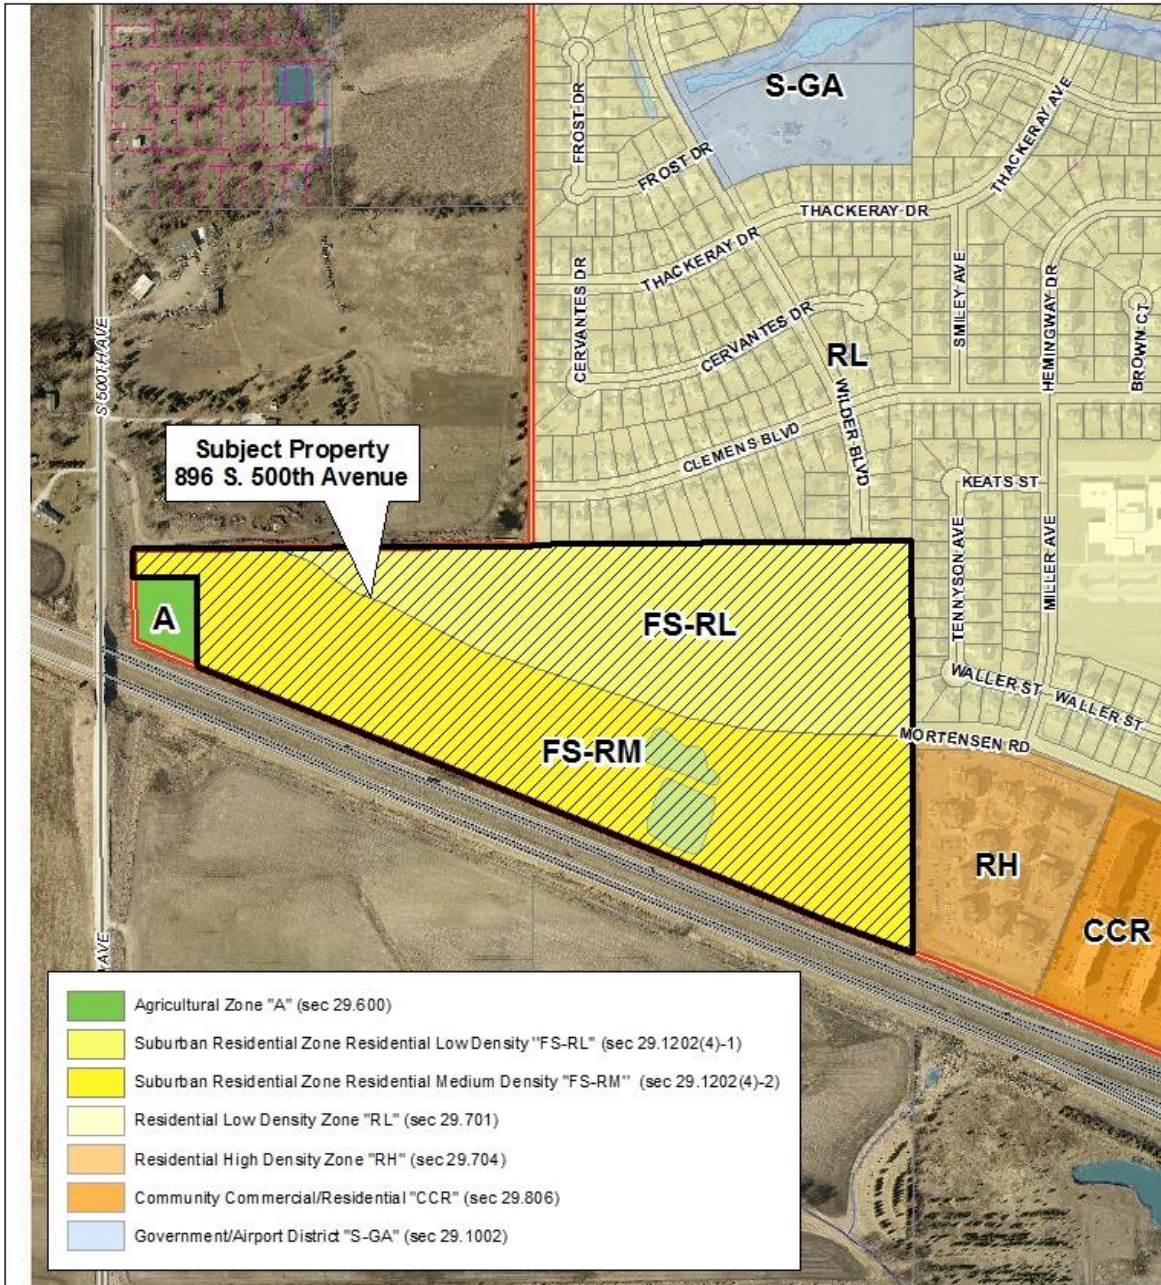 S-GA
FROST DR
FROST DR
THACKERAY AVE
THACKERAY DR
THACKERAY DR
CERVANTES DR
CERVANTES DR
SMILEY AVE
HEMINGWAY DR
BROWN CT
RL
WILDER BLVD
CLEMENS BLVD
S 500TH AVE
Subject Property
896 S. 500th Avenue
KEATS ST
TENNYSON AVE
MILLER AVE
A
FS-RL
WALLER ST
WALLER ST
MORTENSEN RD
FS-RM
RH
CCR
AVE
Agricultural Zone "A" (sec 29.600)
Suburban Residential Zone Residential Low Density "FS-RL" (sec 29.1202(4)-1)
Suburban Residential Zone Residential Medium Density "FS-RM" (sec 29.1202(4)-2)
Residential Low Density Zone "RL" (sec 29.701)
Residential High Density Zone "RH" (sec 29.704)
Community Commercial/Residential "CCR" (sec 29.806)
Government/Airport District "S-GA" (sec 29.1002)